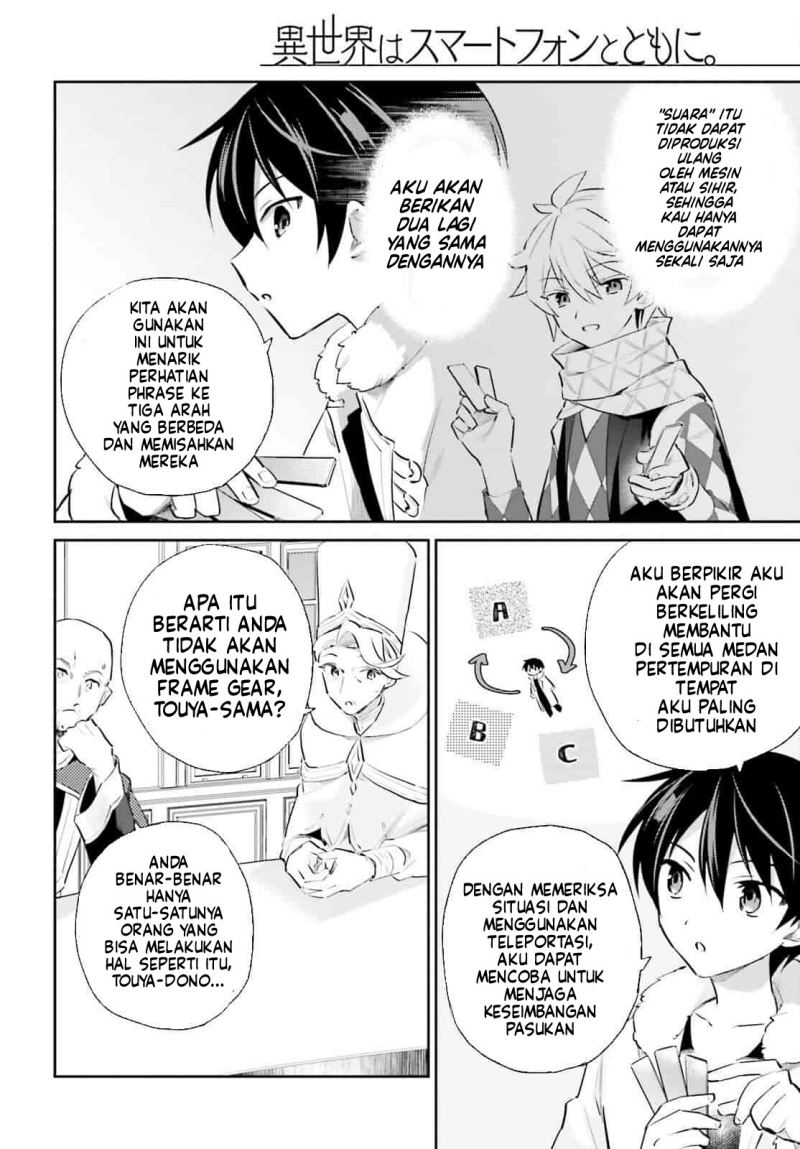 異世界はスマートフォンとともに。
"SUARA" ITU
TIDAK DAPAT
DIPRODUKSI
ULANG
OLEH MESIN
ATAU SIHIR,
SEHINGGA
KAU HANYA
DAPAT
MENGGUNAKANNYA
SEKALI SAJA
AKU AKAN
BERIKAN
DUA LAGI
YANG SAMA
DENGANNYA
KITA AKAN
GUNAKAN
INI UNTUK
MENARIK
PERHATIAN
PHRASE KE
TIGA ARAH
YANG BERBEDA
DAN MEMISAHKAN
MEREKA
AKU BERPIKIR AKU
AKAN PERGI
BERKELILING
MEMBANTU
DI SEMUA MEDAN
PERTEMPURAN DI
TEMPAT
AKU PALING
DIBUTUHKAN
A
B
C
DENGAN MEMERIKSA
SITUASI DAN
MENGGUNAKAN
TELEPORTASI,
AKU DAPAT
MENCOBA UNTUK
MENJAGA
KESEIMBANGAN
PASUKAN
APA ITU
BERARTI ANDA
TIDAK AKAN
MENGGUNAKAN
FRAME GEAR,
TOUYA-SAMA?
ANDA
BENAR-BENAR
HANYA
SATU-SATUNYA
ORANG YANG
BISA MELAKUKAN
HAL SEPERTI ITU,
TOUYA-DONO...